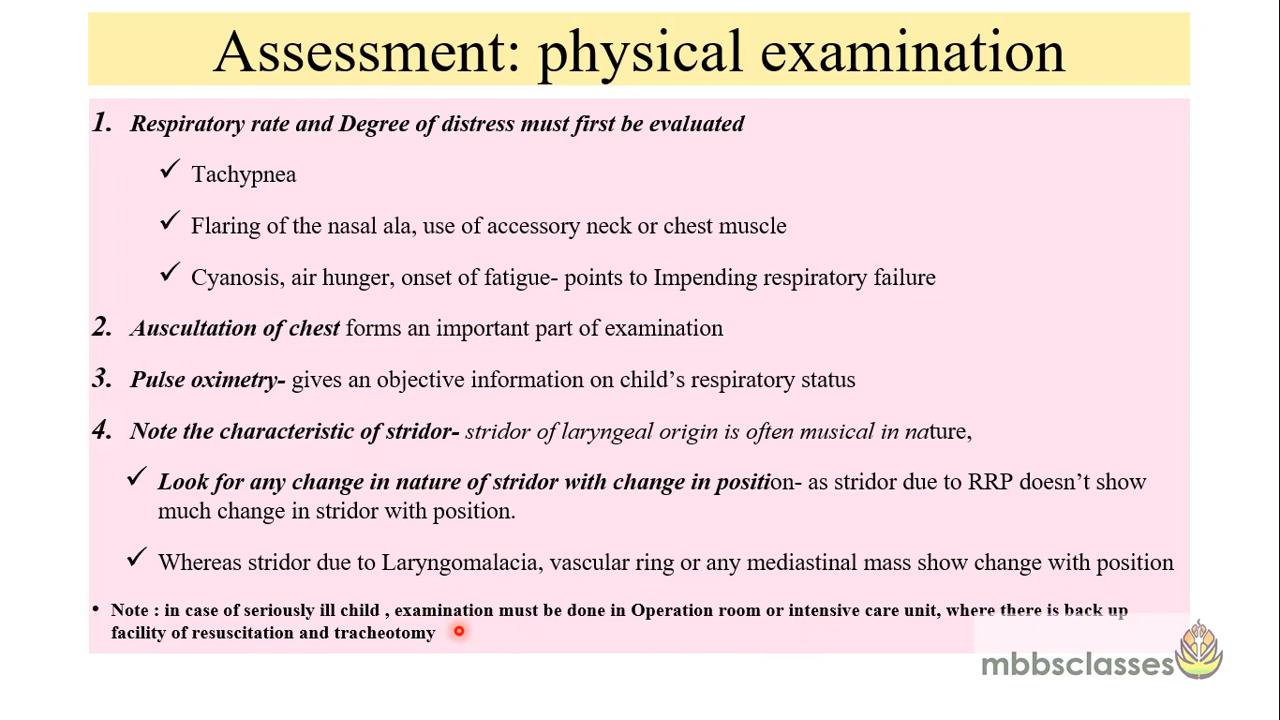 Assessment: physical examination
1. Respiratory rate and Degree of distress must first be evaluated
✓ Tachypnea
✓ Flaring of the nasal ala, use of accessory neck or chest muscle
✓ Cyanosis, air hunger, onset of fatigue- points to Impending respiratory failure
2. Auscultation of chest forms an important part of examination
3. Pulse oximetry- gives an objective information on child's respiratory status
4. Note the characteristic of stridor- stridor of laryngeal origin is often musical in nature,
✓ Look for any change in nature of stridor with change in position- as stridor due to RRP doesn't show
much change in stridor with position.
✓ Whereas stridor due to Laryngomalacia, vascular ring or any mediastinal mass show change with position
• Note : in case of seriously ill child , examination must be done in Operation room or intensive care unit, where there is back up
facility of resuscitation and tracheotomy
mbbsclasses